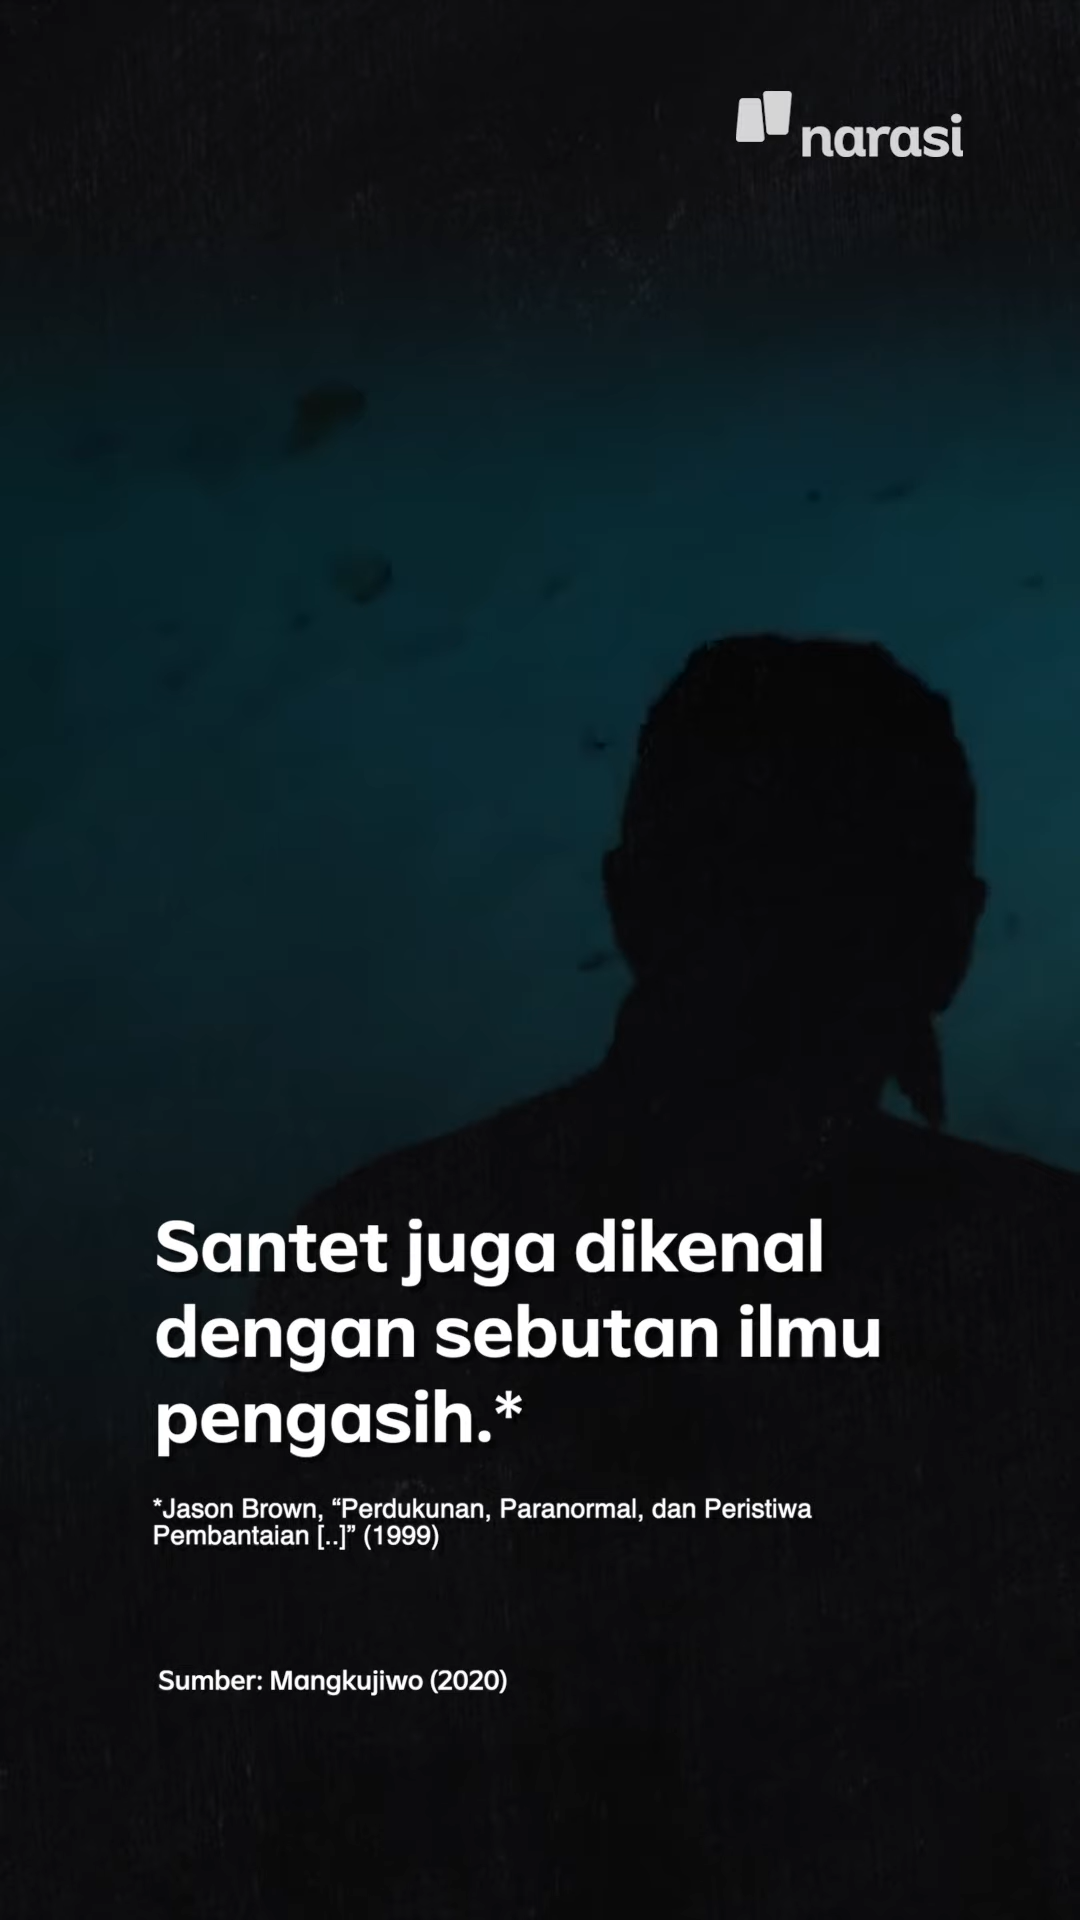 narasi
Santet juga dikenal
dengan sebutan ilmu
pengasih.*
*Jason Brown, “Perdukunan, Paranormal, dan Peristiwa
Pembantaian [..]” (1999)
Sumber: Mangkujiwo (2020)